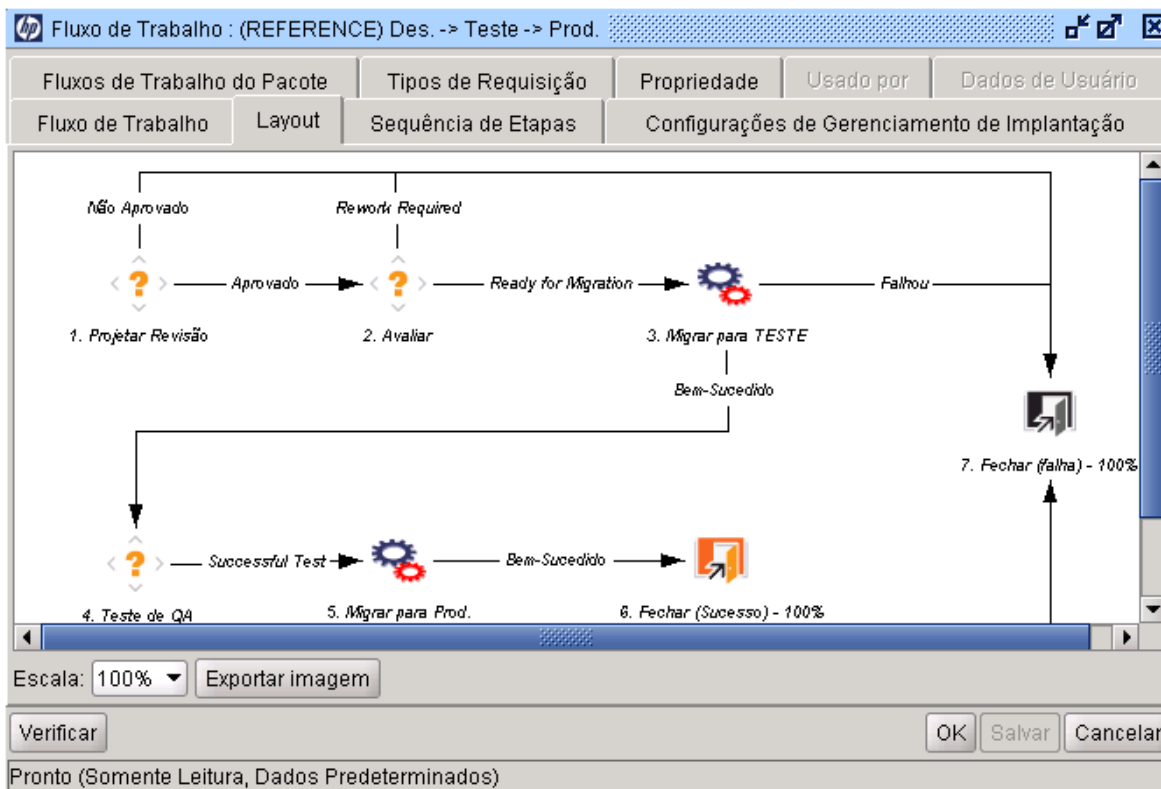 hp Fluxo de Trabalho : (REFERENCE) Des. -> Teste -> Prod.
Fluxos de Trabalho do Pacote Tipos de Requisição Propriedade Usado por Dados de Usuário
Fluxo de Trabalho Layout Sequência de Etapas Configurações de Gerenciamento de Implantação
Não Aprovado Rework Required
Aprovado Ready for Migration Falhou
1. Projetar Revisão 2. Avaliar 3. Migrar para TESTE
Bem-Sucedido
7. Fechar (falha) - 100%
Successful Test Bem-Sucedido
4. Teste de QA 5. Migrar para Prod. 6. Fechar (Sucesso) - 100%
Escala: 100% Exportar imagem
Verificar OK Salvar Cancelar
Pronto (Somente Leitura, Dados Predeterminados)